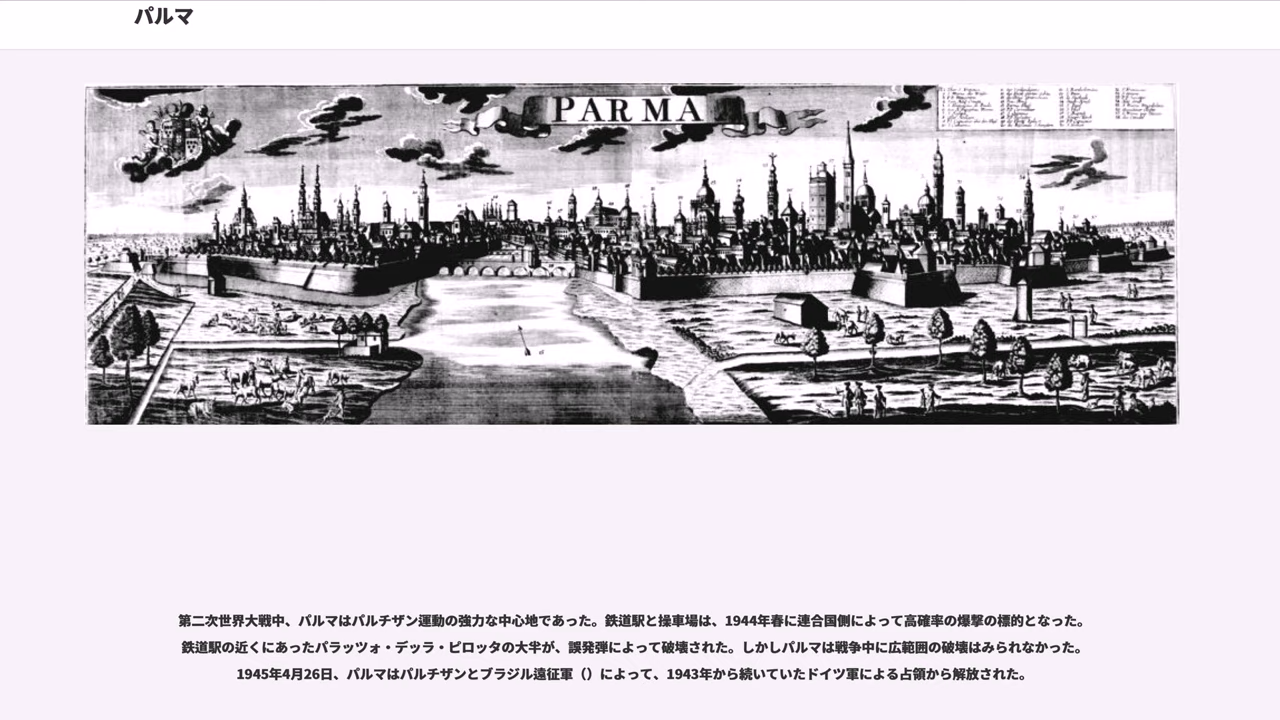 パルマ
PARMA
第二次世界大戦中、パルマはパルチザン運動の強力な中心地であった。鉄道駅と操車場は、1944年春に連合国側によって高確率の爆撃の標的となった。
鉄道駅の近くにあったパラッツォ・デッラ・ピロッタの大半が、誤発弾によって破壊された。しかしパルマは戦争中に広範囲の破壊はみられなかった。
1945年4月26日、パルマはパルチザンとブラジル遠征軍（）によって、1943年から続いていたドイツ軍による占領から解放された。